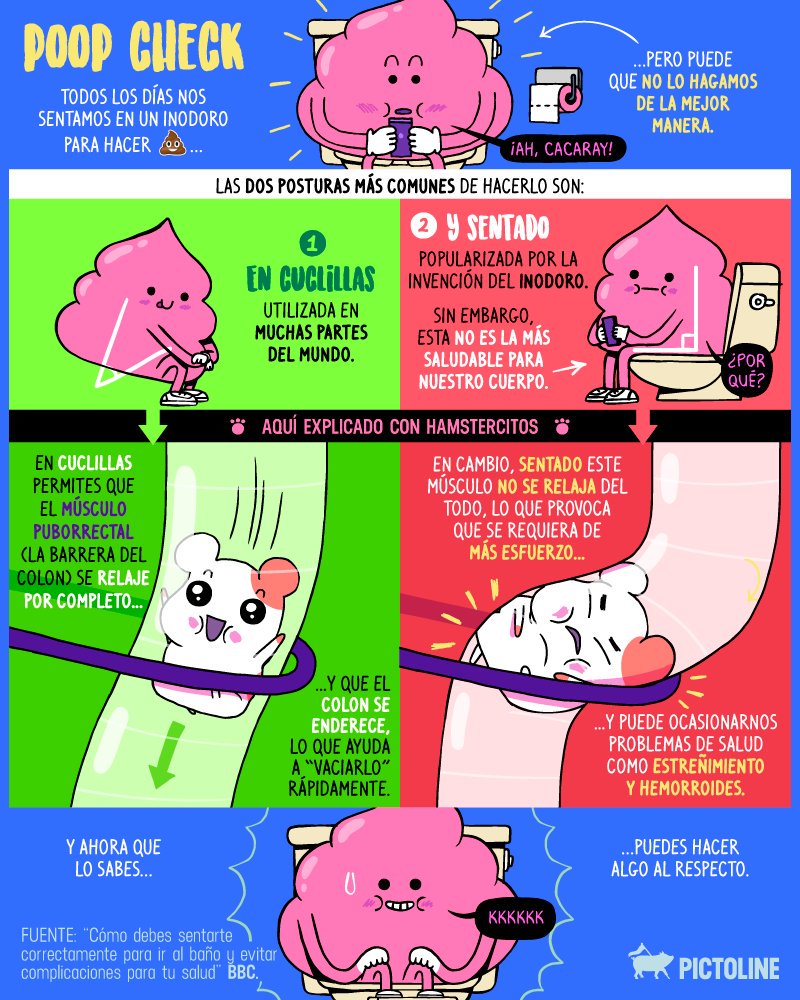 POOP CHECK
TODOS LOS DÍAS NOS
SENTAMOS EN UN INODORO
PARA HACER 💩...
...PERO PUEDE
QUE NO LO HAGAMOS
DE LA MEJOR
MANERA.
¡AH, CACARAY!
LAS DOS POSTURAS MÁS COMUNES DE HACERLO SON:
1
EN CUCLILLAS
UTILIZADA EN
MUCHAS PARTES
DEL MUNDO.
2 Y SENTADO
POPULARIZADA POR LA
INVENCIÓN DEL INODORO.
SIN EMBARGO,
ESTA NO ES LA MÁS
SALUDABLE PARA
NUESTRO CUERPO.
¿POR
QUÉ?
AQUÍ EXPLICADO CON HAMSTERCITOS
EN CUCLILLAS
PERMITES QUE
EL MÚSCULO
PUBORRECTAL
(LA BARRERA DEL
COLON) SE RELAJE
POR COMPLETO...
...Y QUE EL
COLON SE
ENDERECE,
LO QUE AYUDA
A “VACIARLO”
RÁPIDAMENTE.
EN CAMBIO, SENTADO ESTE
MÚSCULO NO SE RELAJA DEL
TODO, LO QUE PROVOCA
QUE SE REQUIERA DE
MÁS ESFUERZO...
...Y PUEDE OCASIONARNOS
PROBLEMAS DE SALUD
COMO ESTREÑIMIENTO
Y HEMORROIDES.
Y AHORA QUE
LO SABES...
...PUEDES HACER
ALGO AL RESPECTO.
KKKKKK
FUENTE: “Cómo debes sentarte
correctamente para ir al baño y evitar
complicaciones para tu salud” BBC.
PICTOLINE